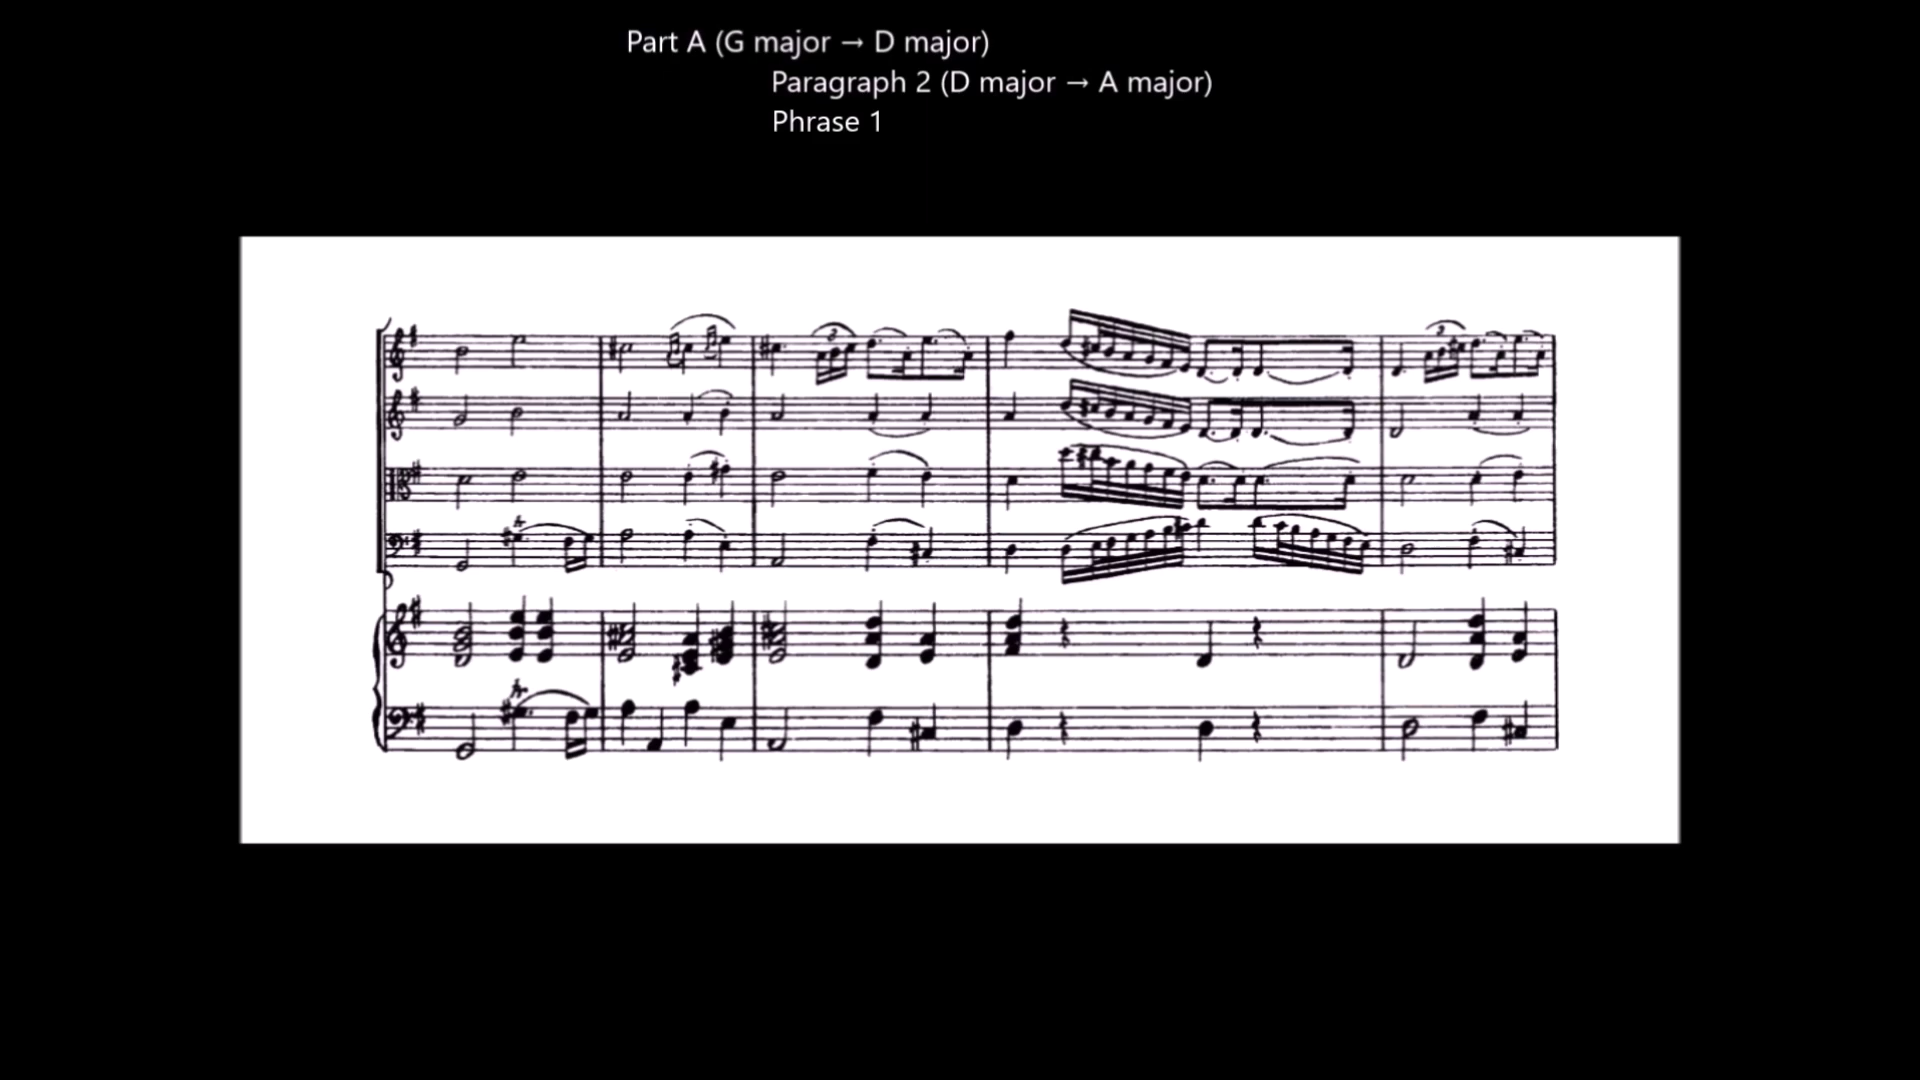 Part A (G major → D major)
Paragraph 2 (D major → A major)
Phrase 1